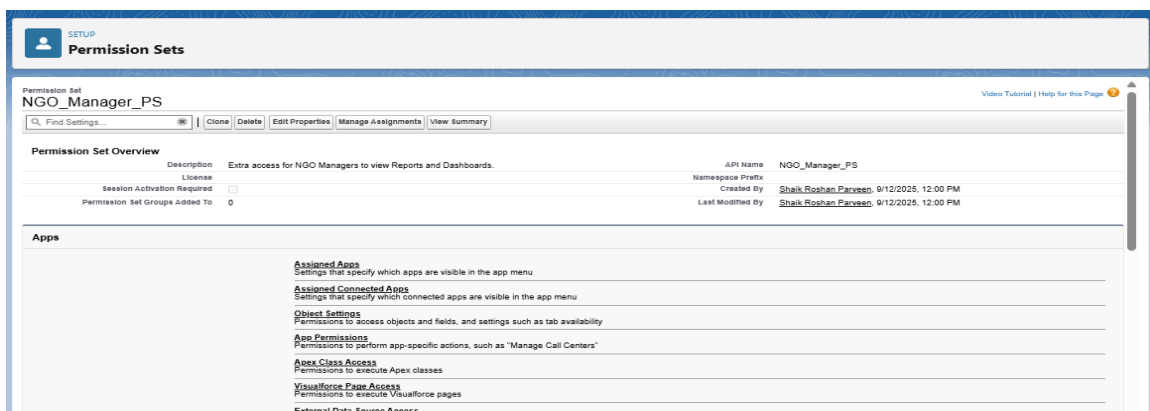 SETUP
Permission Sets
Permission Set
NGO_Manager_PS
Video Tutorial | Help for this Page
Find Settings... | Clone Delete Edit Properties Manage Assignments View Summary
Permission Set Overview
Description Extra access for NGO Managers to view Reports and Dashboards. API Name NGO_Manager_PS
License Namespace Prefix
Session Activation Required Created By Shaik Roshan Parveen, 9/12/2025, 12:00 PM
Permission Set Groups Added To 0 Last Modified By Shaik Roshan Parveen, 9/12/2025, 12:00 PM
Apps
Assigned Apps
Settings that specify which apps are visible in the app menu
Assigned Connected Apps
Settings that specify which connected apps are visible in the app menu
Object Settings
Permissions to access objects and fields, and settings such as tab availability
App Permissions
Permissions to perform app-specific actions, such as "Manage Call Centers"
Apex Class Access
Permissions to execute Apex classes
Visualforce Page Access
Permissions to execute Visualforce pages
External Data Source Access